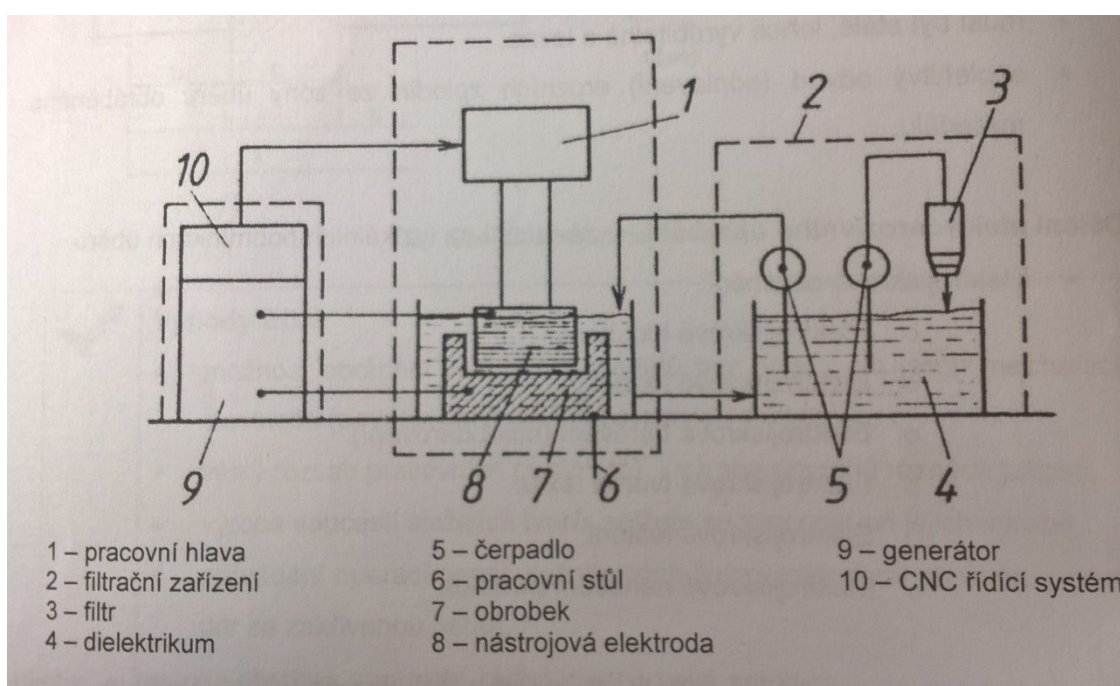 1
2
3
10
9
8
7
6
5
4
1 – pracovní hlava
2 – filtrační zařízení
3 – filtr
4 – dielektrikum
5 – čerpadlo
6 – pracovní stůl
7 – obrobek
8 – nástrojová elektroda
9 – generátor
10 – CNC řídící systém